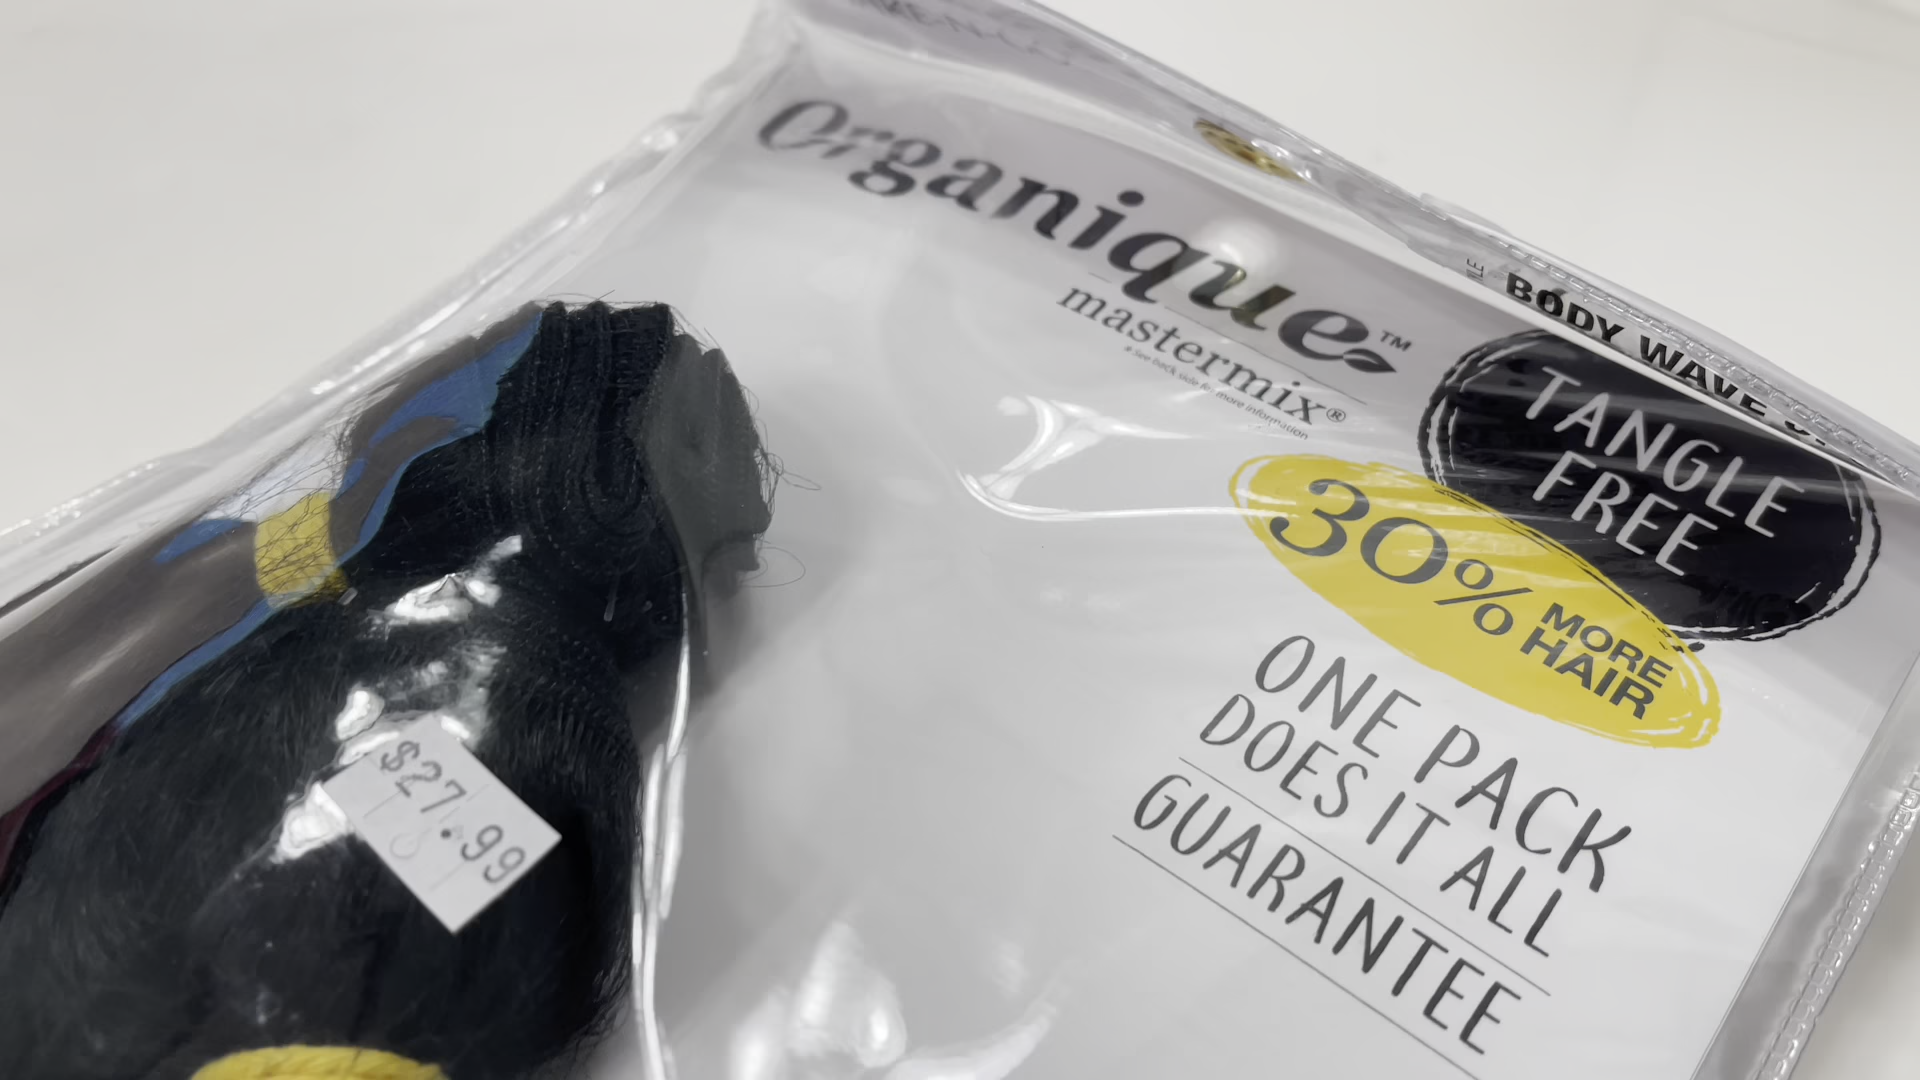 Organique™
mastermix®
* See back side for more information
BODY WAVE
TANGLE
FREE
30% MORE
HAIR
ONE PACK
DOES IT ALL
GUARANTEE
$27.99